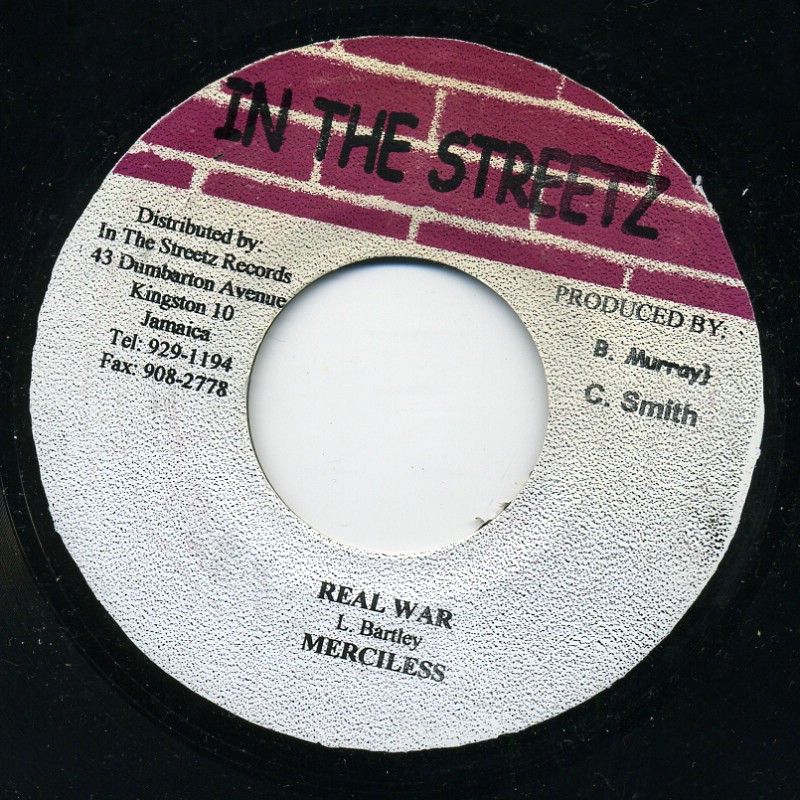 IN THE STREETZ
Distributed by:
In The Streetz Records
43 Dumbarton Avenue
Kingston 10
Jamaica
Tel: 929-1194
Fax: 908-2778
PRODUCED BY:
B. Murray}
C. Smith
REAL WAR
L. Bartley
MERCILESS